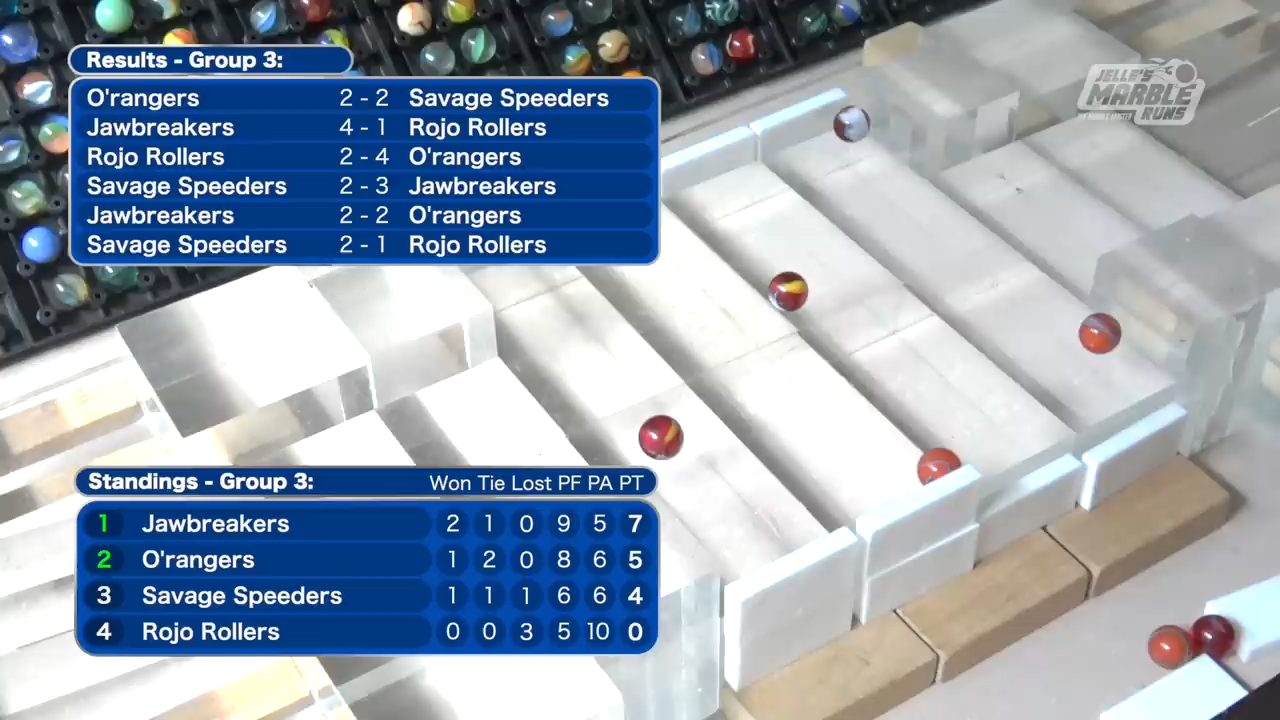 Results - Group 3:
O'rangers 2 - 2 Savage Speeders
Jawbreakers 4 - 1 Rojo Rollers
Rojo Rollers 2 - 4 O'rangers
Savage Speeders 2 - 3 Jawbreakers
Jawbreakers 2 - 2 O'rangers
Savage Speeders 2 - 1 Rojo Rollers
JELLE'S
MARBLE
RUNS
Standings - Group 3: Won Tie Lost PF PA PT
1 Jawbreakers 2 1 0 9 5 7
2 O'rangers 1 2 0 8 6 5
3 Savage Speeders 1 1 1 6 6 4
4 Rojo Rollers 0 0 3 5 10 0